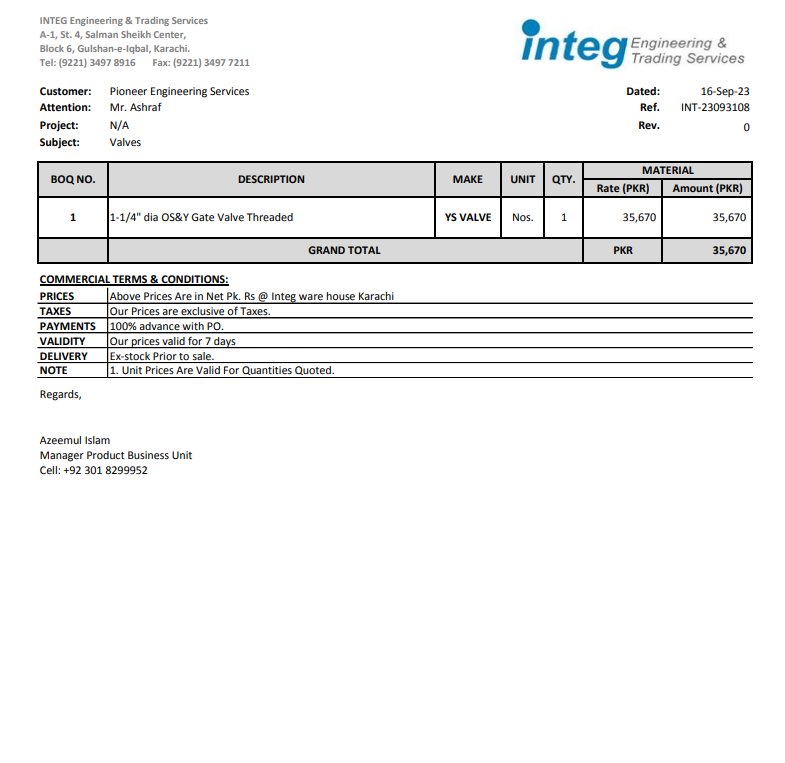 INTEG Engineering & Trading Services
A-1, St. 4, Salman Sheikh Center,
Block 6, Gulshan-e-Iqbal, Karachi.
Tel: (9221) 3497 8916 Fax: (9221) 3497 7211
integ Engineering &
Trading Services
Customer: Pioneer Engineering Services
Attention: Mr. Ashraf
Project: N/A
Subject: Valves
Dated: 16-Sep-23
Ref. INT-23093108
Rev. 0
BOQ NO. DESCRIPTION MAKE UNIT QTY. MATERIAL
Rate (PKR) Amount (PKR)
1 1-1/4" dia OS&Y Gate Valve Threaded YS VALVE Nos. 1 35,670 35,670
GRAND TOTAL PKR 35,670
COMMERCIAL TERMS & CONDITIONS:
PRICES Above Prices Are in Net Pk. Rs @ Integ ware house Karachi
TAXES Our Prices are exclusive of Taxes.
PAYMENTS 100% advance with PO.
VALIDITY Our prices valid for 7 days
DELIVERY Ex-stock Prior to sale.
NOTE 1. Unit Prices Are Valid For Quantities Quoted.
Regards,
Azeemul Islam
Manager Product Business Unit
Cell: +92 301 8299952